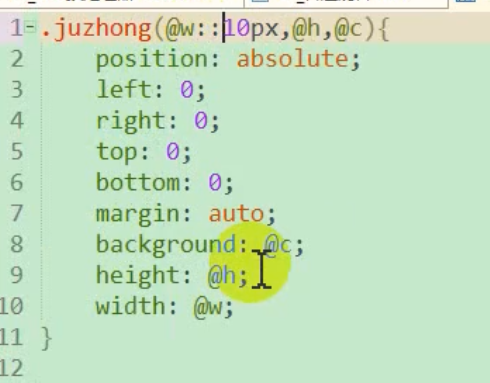 1 .juzhong(@w::10px,@h,@c){
2 position: absolute;
3 left: 0;
4 right: 0;
5 top: 0;
6 bottom: 0;
7 margin: auto;
8 background: @c;
9 height: @h;
10 width: @w;
11 }
12